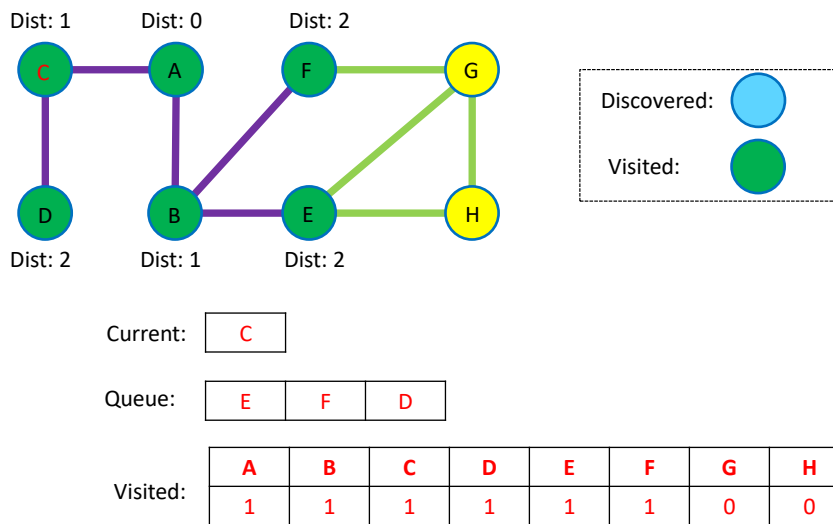 Dist: 1 Dist: 0 Dist: 2
C A F G
Discovered:
Visited:
D B E H
Dist: 2 Dist: 1 Dist: 2
Current: C
Queue: E F D
A B C D E F G H
Visited:
1 1 1 1 1 1 0 0